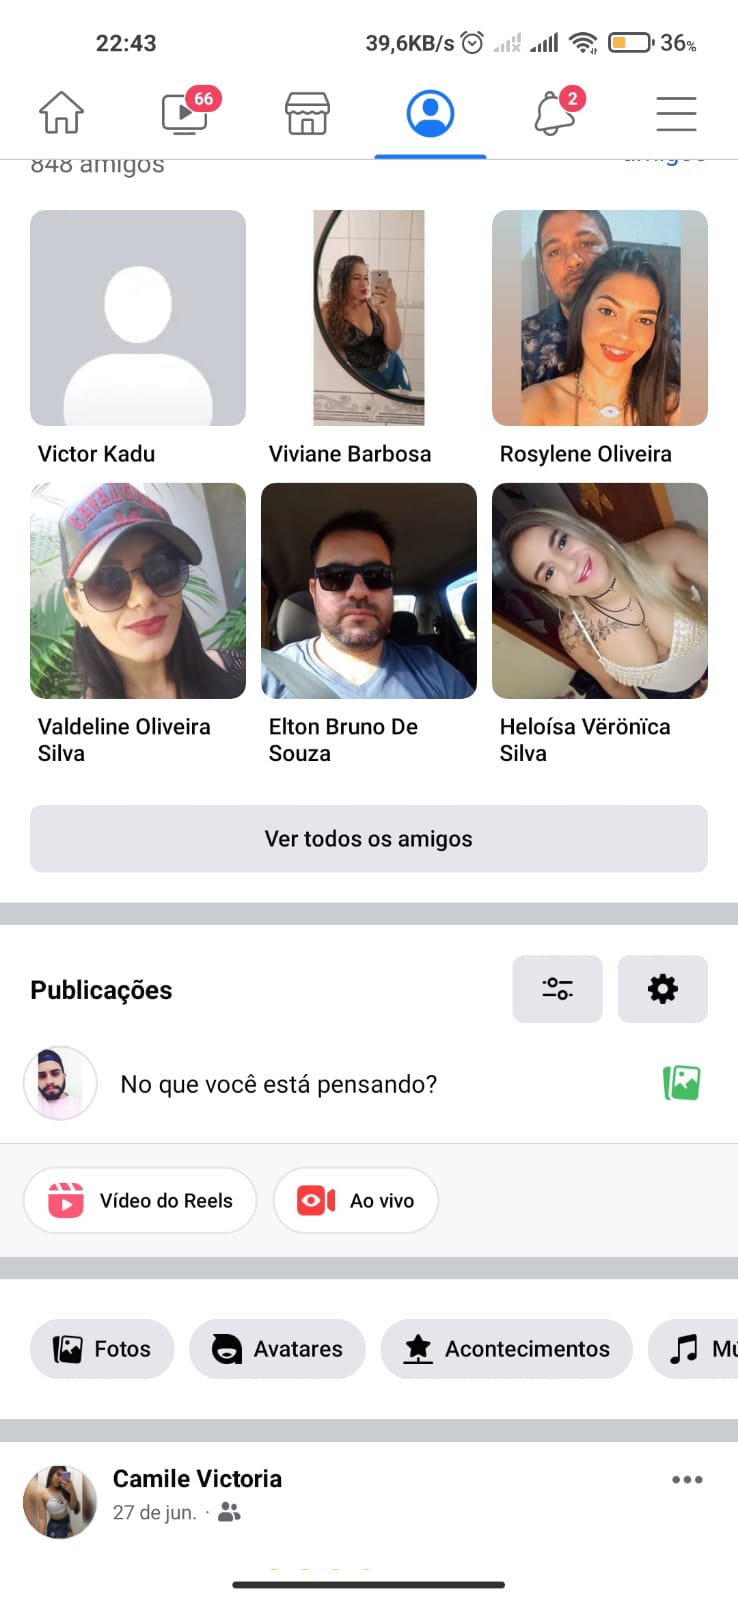 22:43
39,6KB/s
36%
66
2
848 amigos
amigos
Victor Kadu
Viviane Barbosa
Rosylene Oliveira
Valdeline Oliveira
Silva
Elton Bruno De
Souza
Heloísa Vërönïca
Silva
Ver todos os amigos
Publicações
No que você está pensando?
Vídeo do Reels
Ao vivo
Fotos
Avatares
Acontecimentos
Mú
Camile Victoria
27 de jun. ·